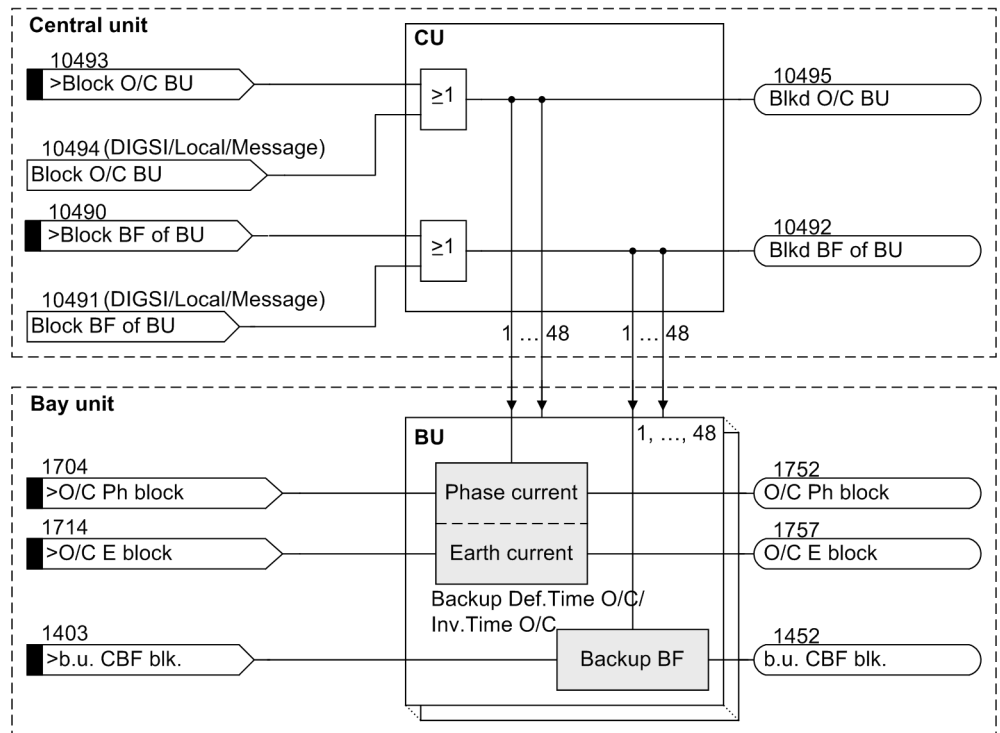 Central unit
CU
10493
>Block O/C BU
≥1
10495
Blkd O/C BU
10494 (DIGSI/Local/Message)
Block O/C BU
10490
>Block BF of BU
≥1
10492
Blkd BF of BU
10491 (DIGSI/Local/Message)
Block BF of BU
1 … 48
1 … 48
Bay unit
BU
1, …, 48
1704
>O/C Ph block
Phase current
1752
O/C Ph block
1714
>O/C E block
Earth current
1757
O/C E block
Backup Def.Time O/C/
Inv.Time O/C
1403
>b.u. CBF blk.
Backup BF
1452
b.u. CBF blk.